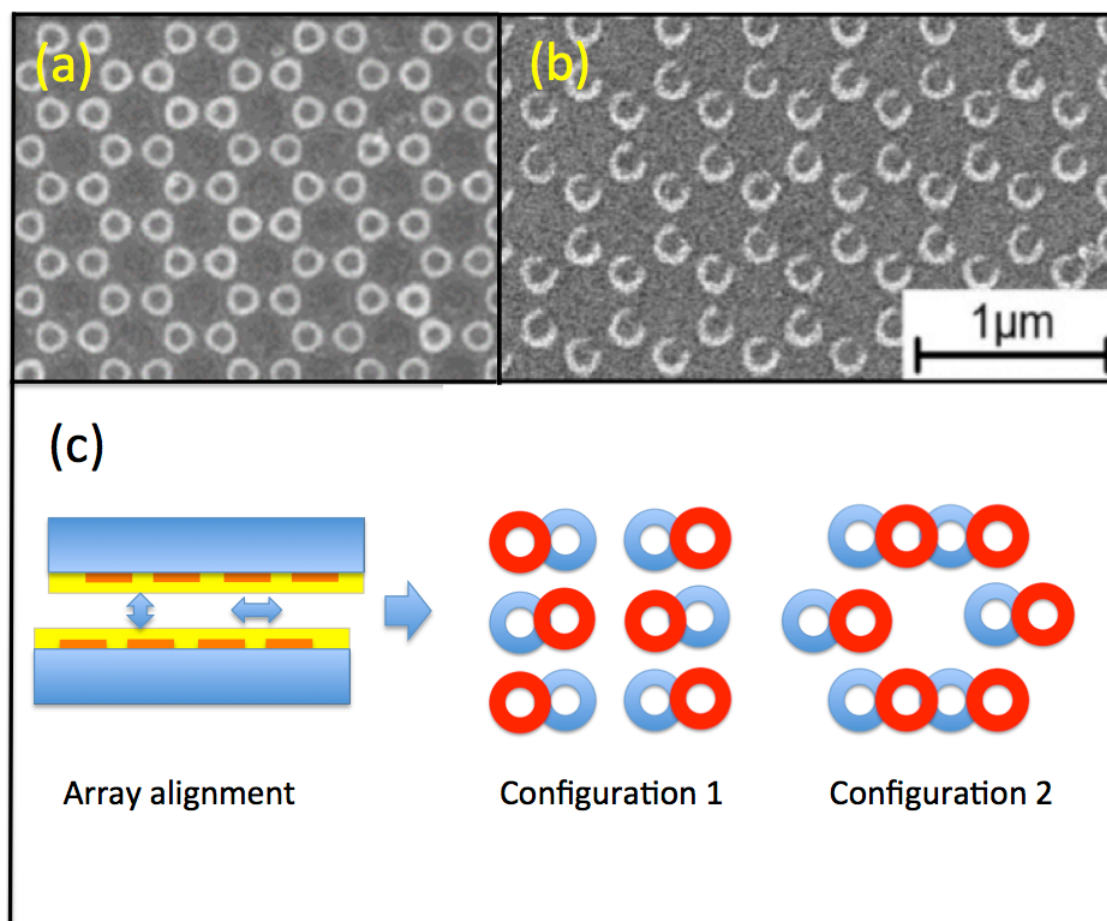 (a)
(b)
1µm
(c)
Array alignment
Configuration 1
Configuration 2